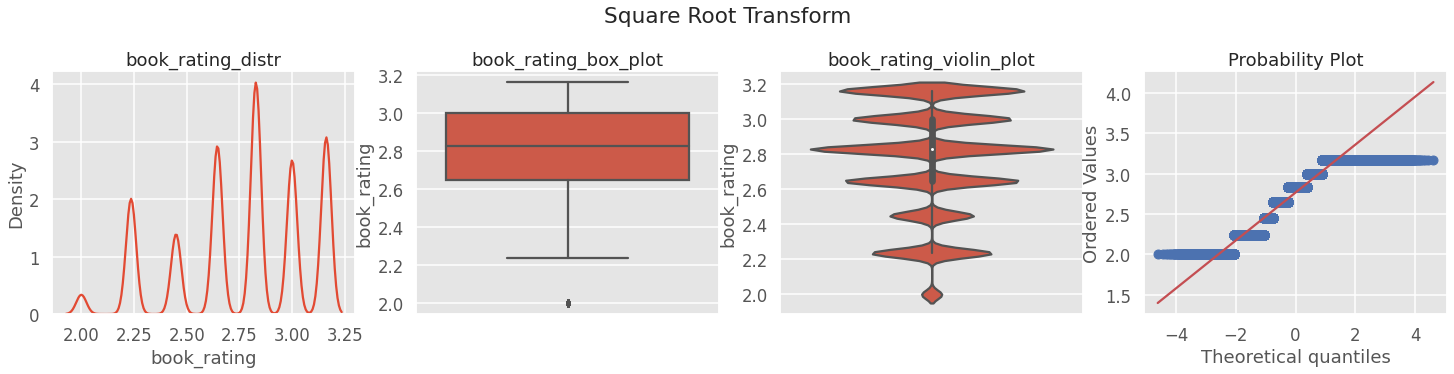 Square Root Transform
book_rating_distr
Density
4
3
2
1
0
2.00 2.25 2.50 2.75 3.00 3.25
book_rating
book_rating_box_plot
book_rating
3.2
3.0
2.8
2.6
2.4
2.2
2.0
book_rating_violin_plot
book_rating
3.2
3.0
2.8
2.6
2.4
2.2
2.0
Probability Plot
Ordered Values
4.0
3.5
3.0
2.5
2.0
1.5
−4 −2 0 2 4
Theoretical quantiles